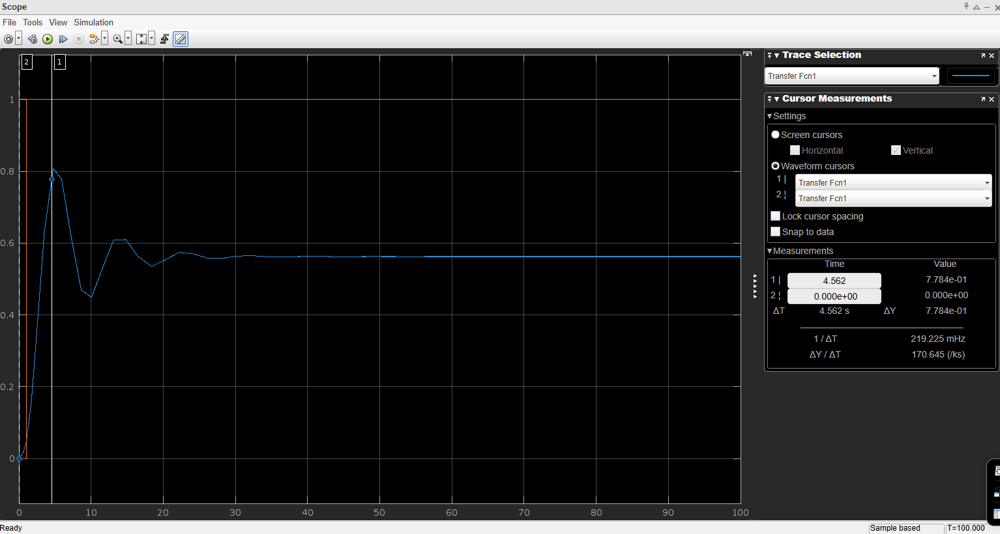 Scope
File Tools View Simulation
2 1
1
0.8
0.6
0.4
0.2
0
0 10 20 30 40 50 60 70 80 90 100
Trace Selection
Transfer Fcn1
Cursor Measurements
Settings
Screen cursors
Horizontal Vertical
Waveform cursors
1 | Transfer Fcn1
2 ¦ Transfer Fcn1
Lock cursor spacing
Snap to data
Measurements
Time Value
1 | 4.562 7.784e-01
2 ¦ 0.000e+00 0.000e+00
ΔT 4.562 s ΔY 7.784e-01
1 / ΔT 219.225 mHz
ΔY / ΔT 170.645 (/ks)
Ready Sample based T=100.000